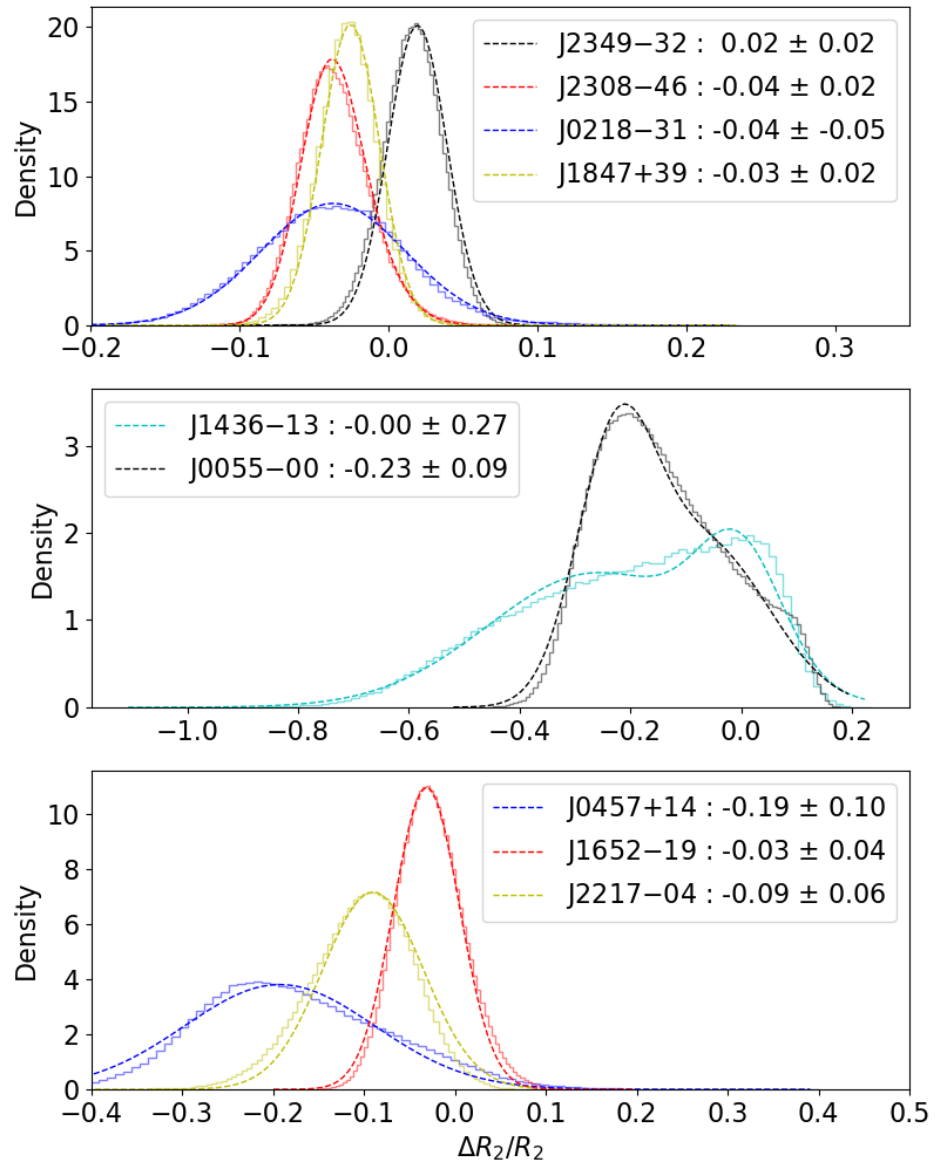 J2349−32 : 0.02 ± 0.02
J2308−46 : -0.04 ± 0.02
J0218−31 : -0.04 ± -0.05
J1847+39 : -0.03 ± 0.02
Density
20
15
10
5
0
−0.2 −0.1 0.0 0.1 0.2 0.3
J1436−13 : -0.00 ± 0.27
J0055−00 : -0.23 ± 0.09
Density
3
2
1
0
−1.0 −0.8 −0.6 −0.4 −0.2 0.0 0.2
J0457+14 : -0.19 ± 0.10
J1652−19 : -0.03 ± 0.04
J2217−04 : -0.09 ± 0.06
Density
10
8
6
4
2
0
−0.4 −0.3 −0.2 −0.1 0.0 0.1 0.2 0.3 0.4 0.5
ΔR₂/R₂